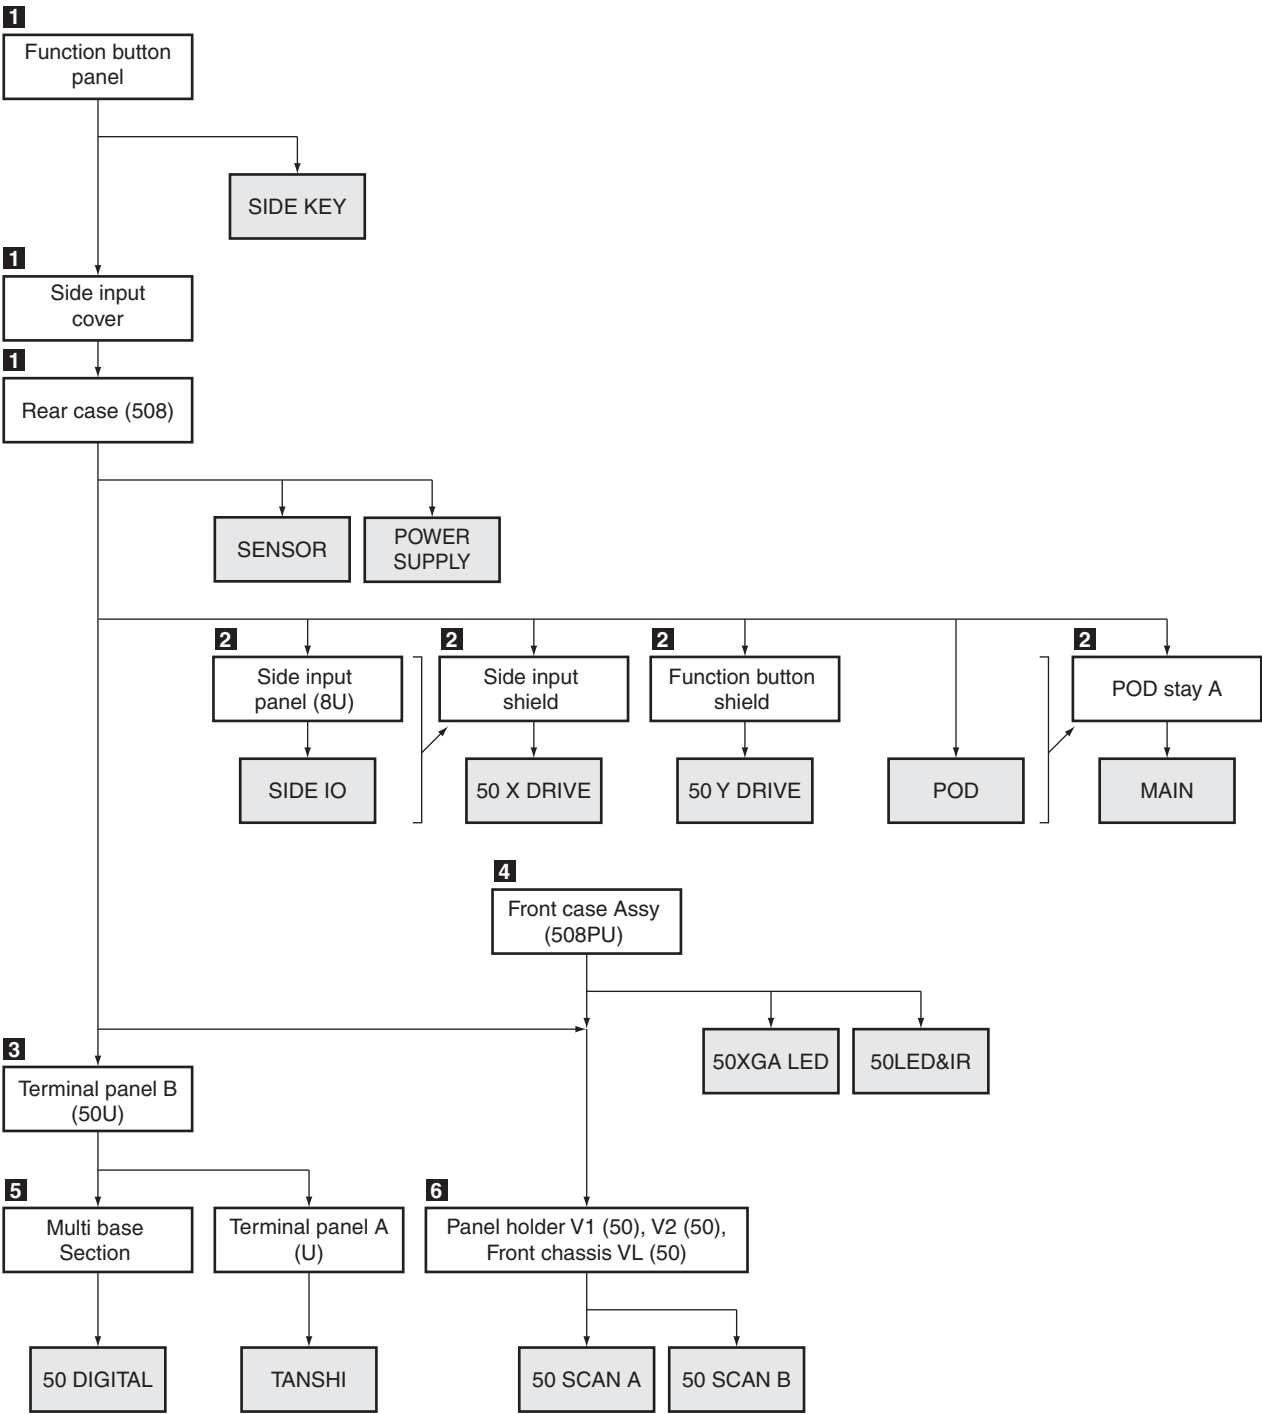 1
Function button
panel
SIDE KEY
1
Side input
cover
1
Rear case (508)
SENSOR
POWER
SUPPLY
2
Side input
panel (8U)
2
Side input
shield
2
Function button
shield
2
POD stay A
SIDE IO
50 X DRIVE
50 Y DRIVE
POD
MAIN
4
Front case Assy
(508PU)
50XGA LED
50LED&IR
3
Terminal panel B
(50U)
5
Multi base
Section
Terminal panel A
(U)
6
Panel holder V1 (50), V2 (50),
Front chassis VL (50)
50 DIGITAL
TANSHI
50 SCAN A
50 SCAN B